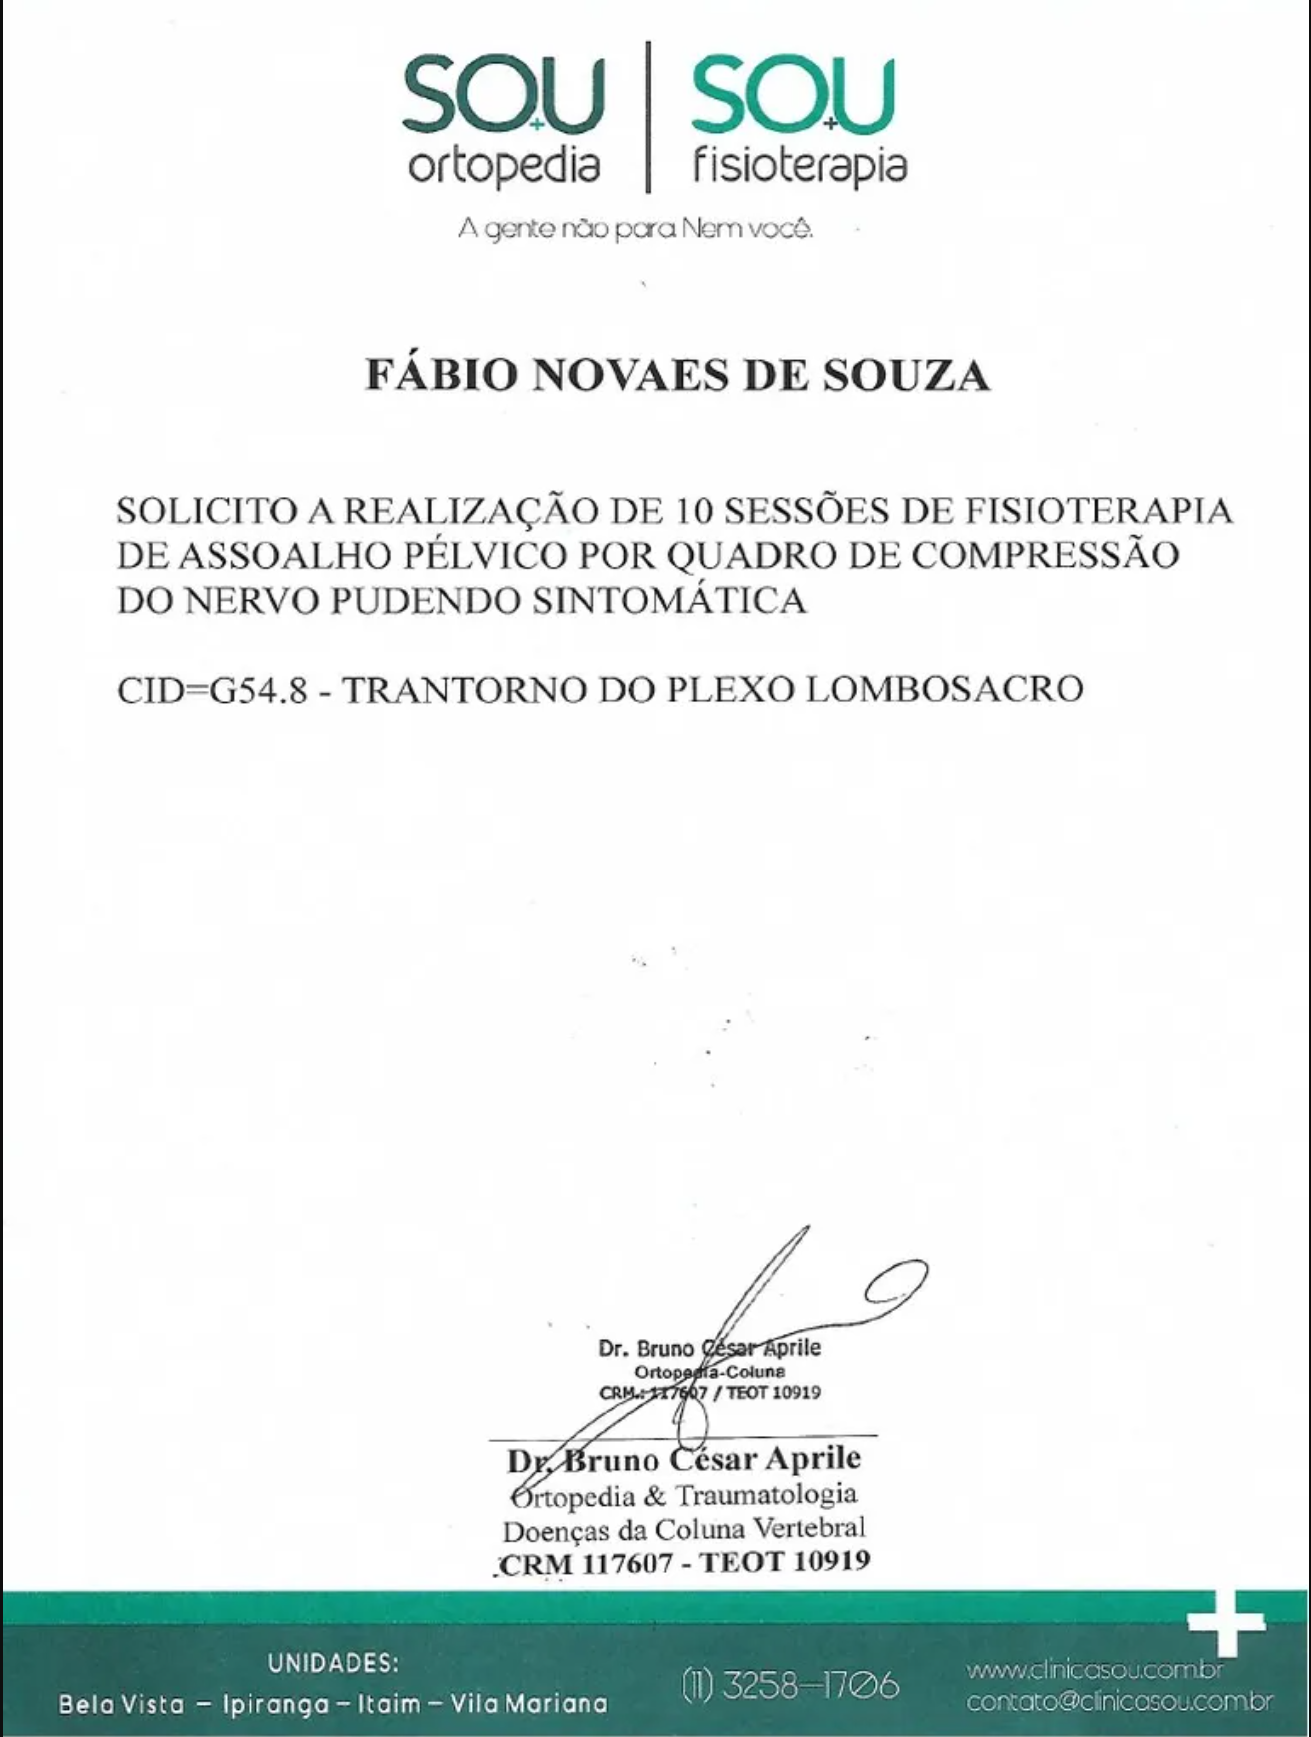 SO+U ortopedia | SO+U fisioterapia
A gente não para Nem você.
FÁBIO NOVAES DE SOUZA
SOLICITO A REALIZAÇÃO DE 10 SESSÕES DE FISIOTERAPIA
DE ASSOALHO PÉLVICO POR QUADRO DE COMPRESSÃO
DO NERVO PUDENDO SINTOMÁTICA
CID=G54.8 - TRANTORNO DO PLEXO LOMBOSACRO
Dr. Bruno César Aprile
Ortopedia-Coluna
CRM.: 117607 / TEOT 10919
Dr. Bruno César Aprile
Ortopedia & Traumatologia
Doenças da Coluna Vertebral
CRM 117607 - TEOT 10919
UNIDADES:
Bela Vista – Ipiranga – Itaim – Vila Mariana
(11) 3258-1706
www.clinicasou.com.br
contato@clinicasou.com.br